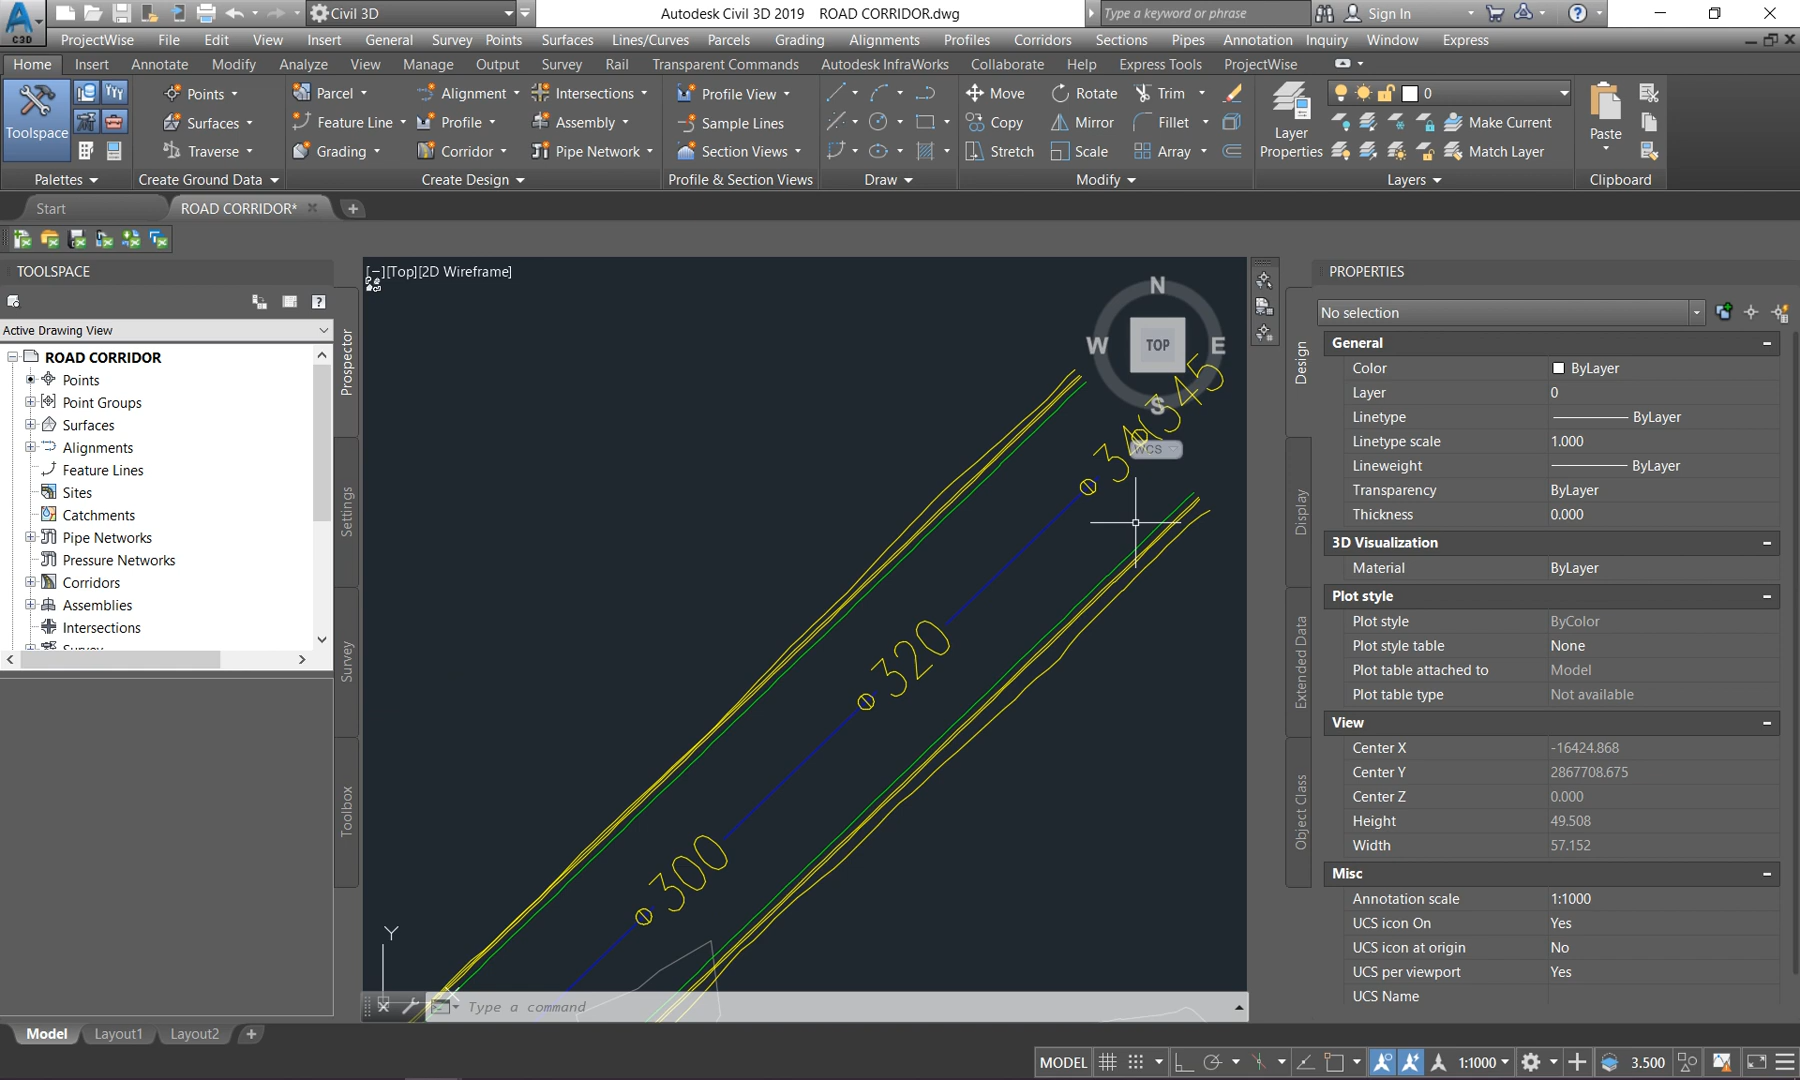 C3D
Civil 3D
Autodesk Civil 3D 2019 ROAD CORRIDOR.dwg
Type a keyword or phrase
Sign In
ProjectWise File Edit View Insert General Survey Points Surfaces Lines/Curves Parcels Grading Alignments Profiles Corridors Sections Pipes Annotation Inquiry Window Express
Home Insert Annotate Modify Analyze View Manage Output Survey Rail Transparent Commands Autodesk InfraWorks Collaborate Help Express Tools ProjectWise
Points Parcel Alignment Intersections Profile View Move Rotate Trim 0
Toolspace Surfaces Feature Line Profile Assembly Sample Lines Copy Mirror Fillet Layer Properties Make Current Paste
Traverse Grading Corridor Pipe Network Section Views Stretch Scale Array Match Layer
Palettes Create Ground Data Create Design Profile & Section Views Draw Modify Layers Clipboard
Start ROAD CORRIDOR*
TOOLSPACE
Active Drawing View
ROAD CORRIDOR
Points
Point Groups
Surfaces
Alignments
Feature Lines
Sites
Catchments
Pipe Networks
Pressure Networks
Corridors
Assemblies
Intersections
Survey
Prospector
Settings
Survey
Toolbox
[−][Top][2D Wireframe]
N
W TOP E
S
WCS
345
340
320
300
Y
X
Type a command
Design
Display
Extended Data
Object Class
PROPERTIES
No selection
General
Color ByLayer
Layer 0
Linetype ByLayer
Linetype scale 1.000
Lineweight ByLayer
Transparency ByLayer
Thickness 0.000
3D Visualization
Material ByLayer
Plot style
Plot style ByColor
Plot style table None
Plot table attached to Model
Plot table type Not available
View
Center X -16424.868
Center Y 2867708.675
Center Z 0.000
Height 49.508
Width 57.152
Misc
Annotation scale 1:1000
UCS icon On Yes
UCS icon at origin No
UCS per viewport Yes
UCS Name
Model Layout1 Layout2
MODEL 1:1000 3.500